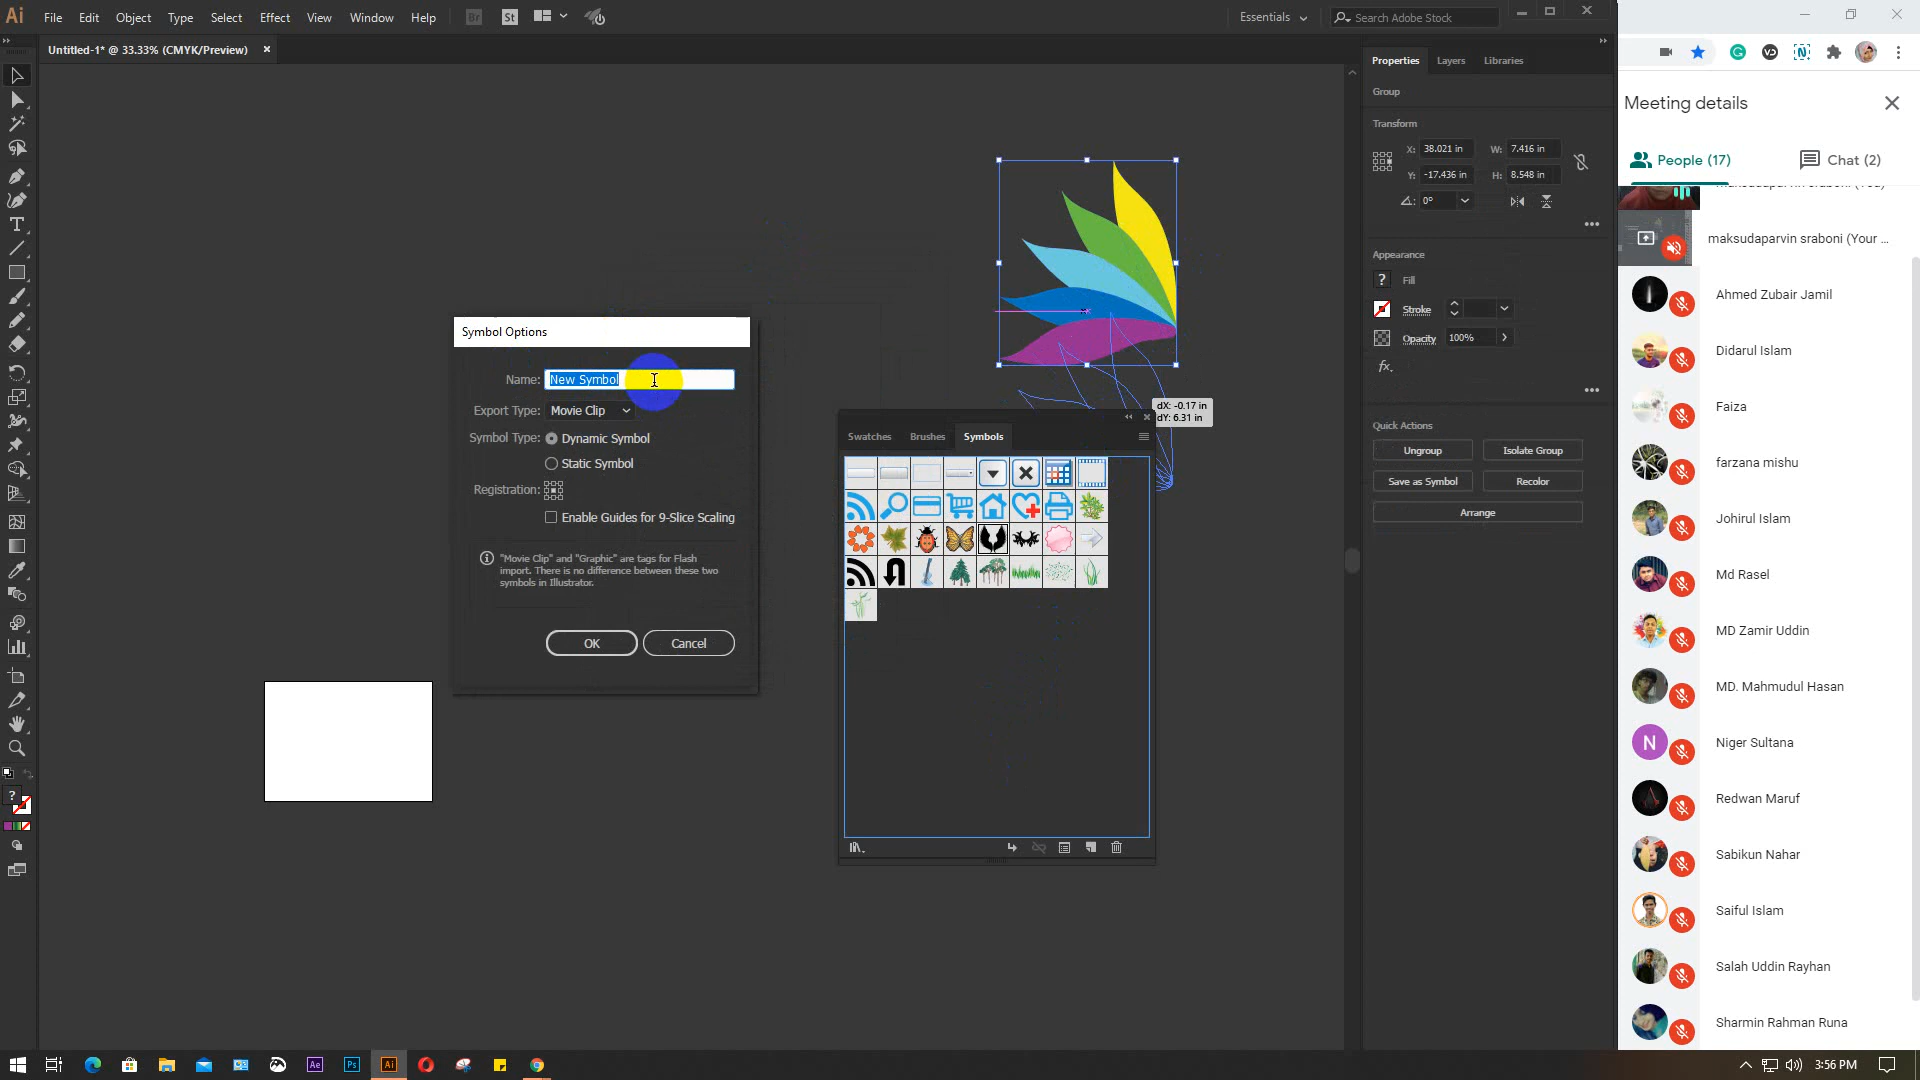 Ai File Edit Object Type Select Effect View Window Help Br St Essentials Search Adobe Stock
Untitled-1* @ 33.33% (CMYK/Preview)
Properties Layers Libraries
Group
Transform
X: 38.021 in W: 7.416 in
Y: -17.436 in H: 8.548 in
0°
Appearance
? Fill
Stroke
Opacity 100%
fx.
Quick Actions
Ungroup Isolate Group
Save as Symbol Recolor
Arrange
Symbol Options
Name: New Symbol
Export Type: Movie Clip
Symbol Type: Dynamic Symbol
Static Symbol
Registration:
Enable Guides for 9-Slice Scaling
"Movie Clip" and "Graphic" are tags for Flash
import. There is no difference between these two
symbols in Illustrator.
OK Cancel
dX: -0.17 in
dY: 6.31 in
Swatches Brushes Symbols
?
Meeting details
People (17) Chat (2)
maksudaparvin sraboni (You)
maksudaparvin sraboni (Your ...
Ahmed Zubair Jamil
Didarul Islam
Faiza
farzana mishu
Johirul Islam
Md Rasel
MD Zamir Uddin
MD. Mahmudul Hasan
N Niger Sultana
Redwan Maruf
Sabikun Nahar
Saiful Islam
Salah Uddin Rayhan
Sharmin Rahman Runa
Ae Ps Ai
3:56 PM